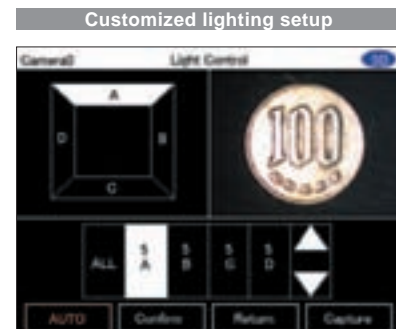 Customized lighting setup
Camera0 Light Control
A
D B
C
100
ALL 5 A 5 B 5 C 5 D
AUTO Confirm Return Capture